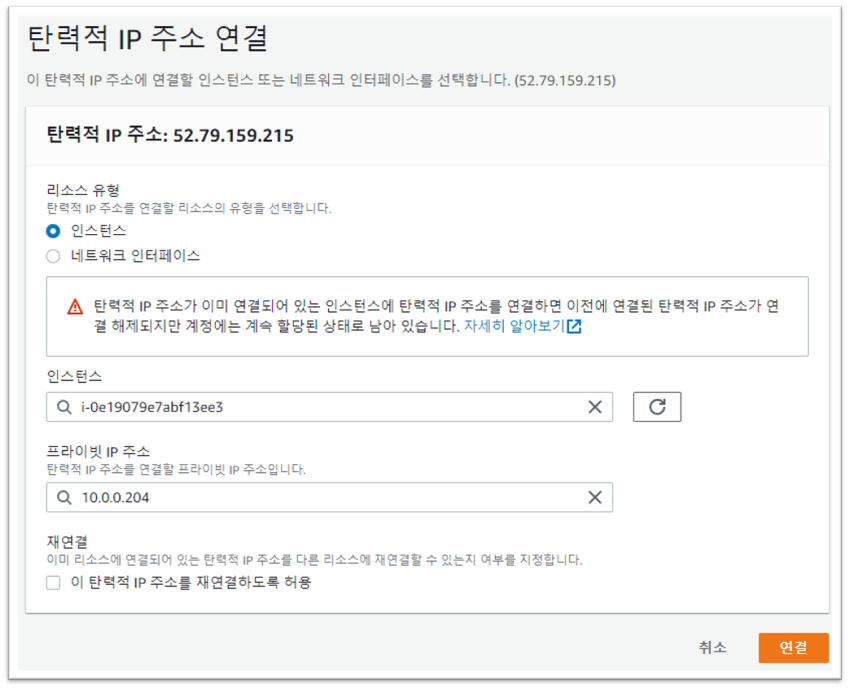 탄력적 IP 주소 연결
이 탄력적 IP 주소에 연결할 인스턴스 또는 네트워크 인터페이스를 선택합니다. (52.79.159.215)
탄력적 IP 주소: 52.79.159.215
리소스 유형
탄력적 IP 주소를 연결할 리소스의 유형을 선택합니다.
인스턴스
네트워크 인터페이스
탄력적 IP 주소가 이미 연결되어 있는 인스턴스에 탄력적 IP 주소를 연결하면 이전에 연결된 탄력적 IP 주소가 연
결 해제되지만 계정에는 계속 할당된 상태로 남아 있습니다. 자세히 알아보기
인스턴스
i-0e19079e7abf13ee3
프라이빗 IP 주소
탄력적 IP 주소를 연결할 프라이빗 IP 주소입니다.
10.0.0.204
재연결
이미 리소스에 연결되어 있는 탄력적 IP 주소를 다른 리소스에 재연결할 수 있는지 여부를 지정합니다.
이 탄력적 IP 주소를 재연결하도록 허용
취소
연결